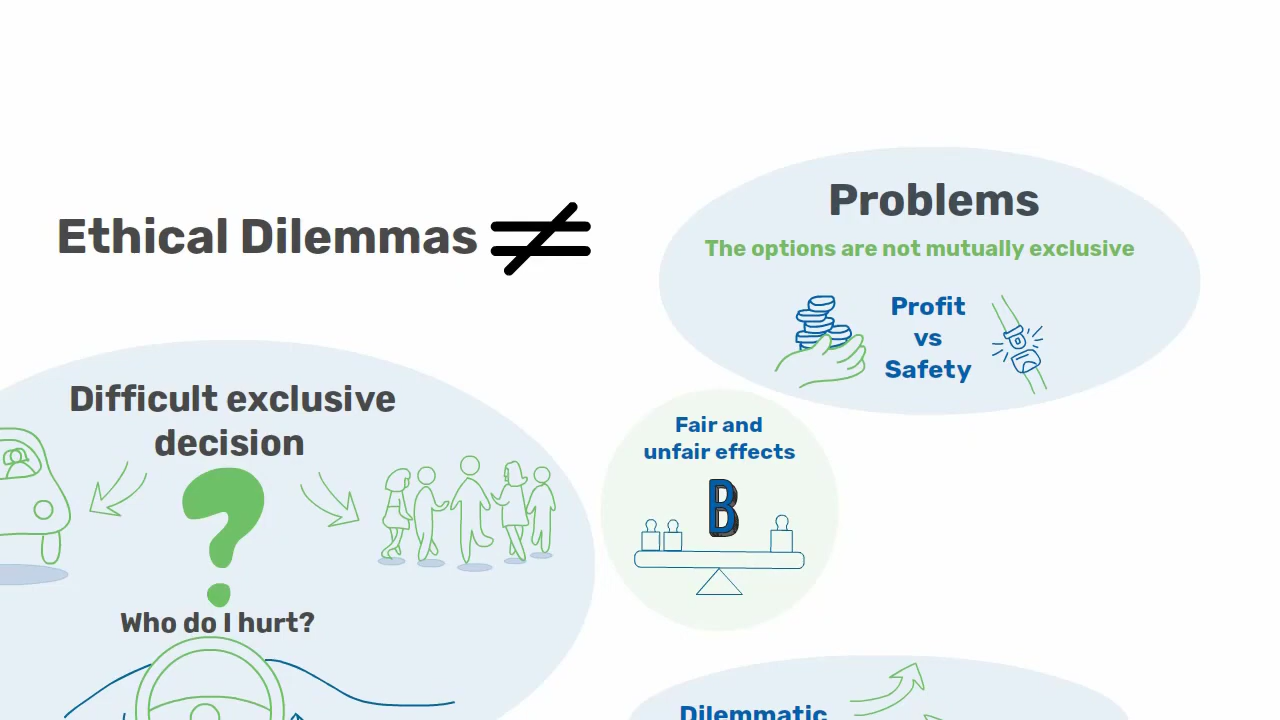 Ethical Dilemmas ≠
Problems
The options are not mutually exclusive
Profit
vs
Safety
Difficult exclusive
decision
?
Who do I hurt?
Fair and
unfair effects
B
Dilemmatic